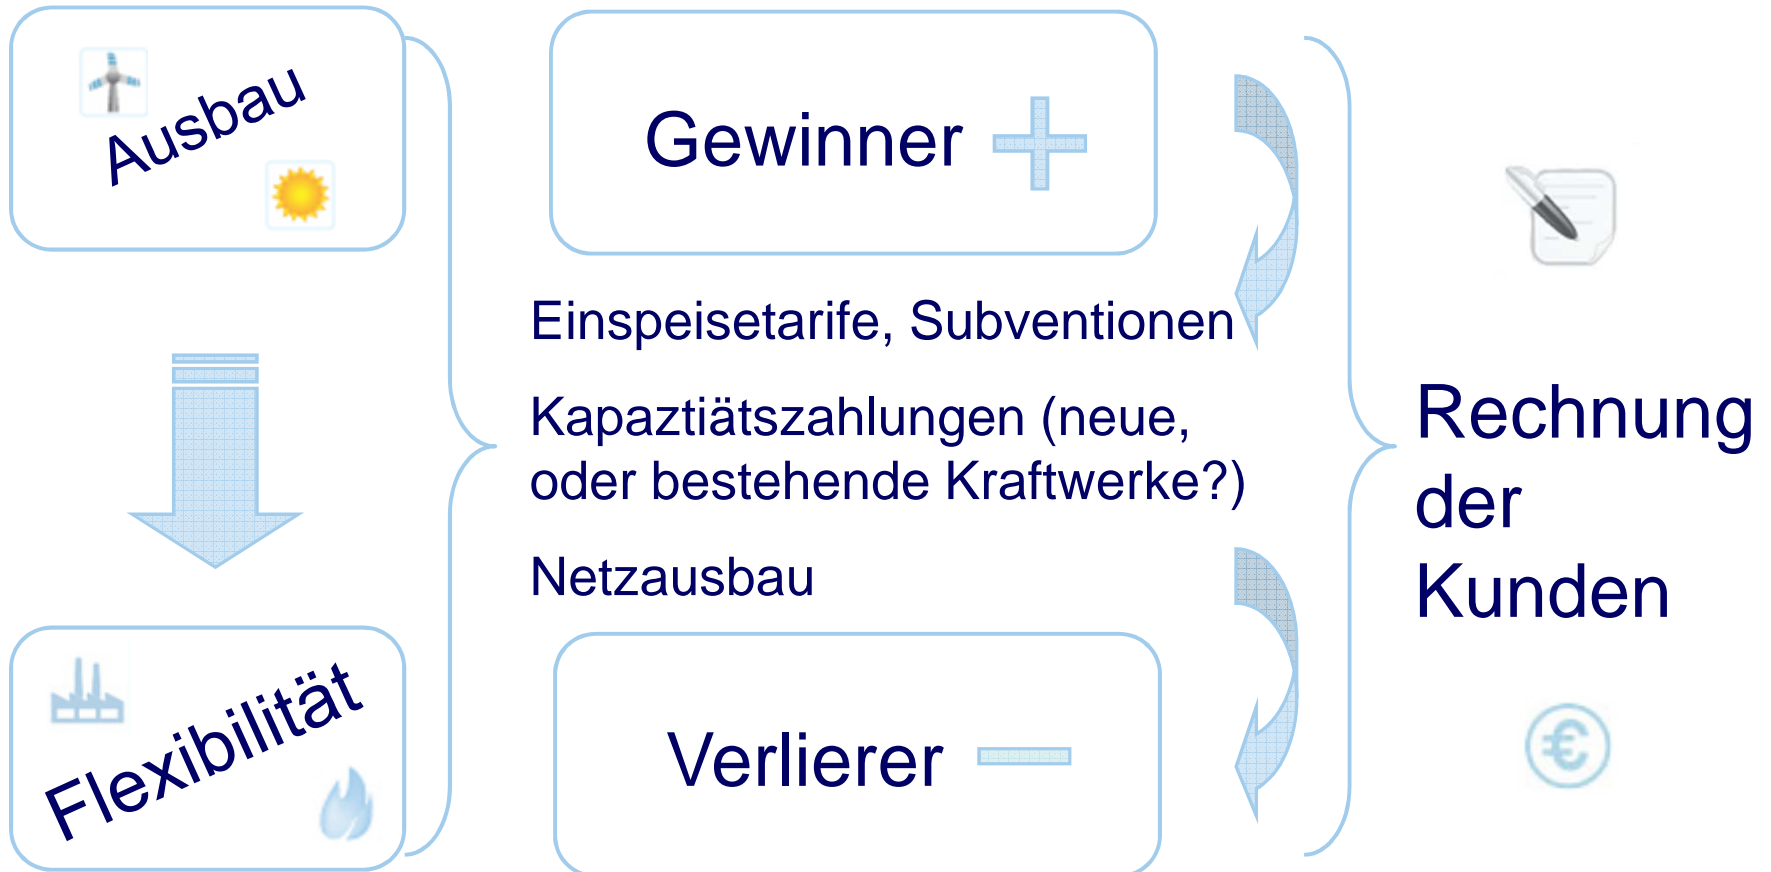 Ausbau
Flexibilität
Gewinner
Einspeisetarife, Subventionen
Kapaztiätszahlungen (neue,
oder bestehende Kraftwerke?)
Netzausbau
Verlierer
Rechnung
der
Kunden
€